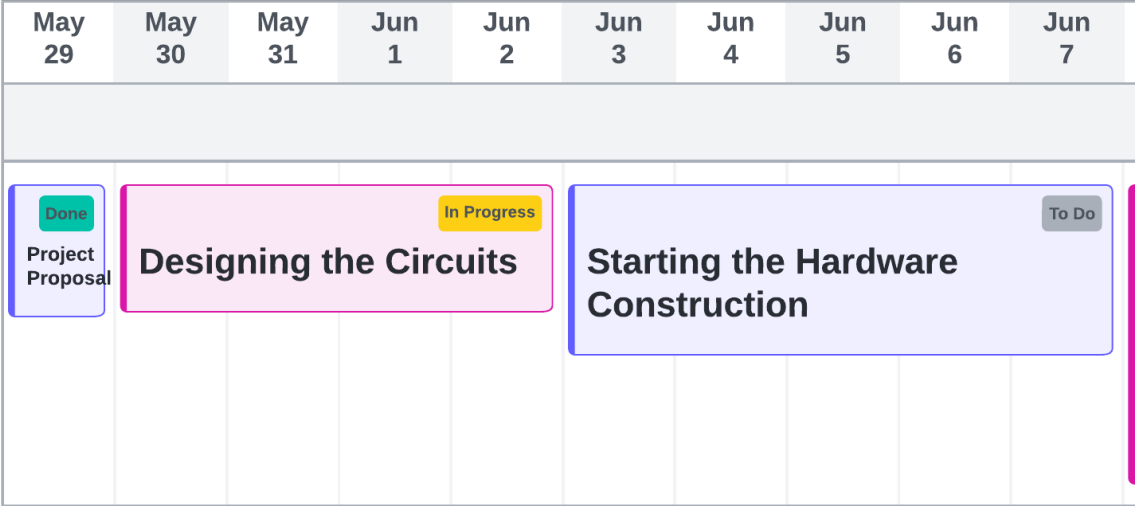 May May May Jun Jun Jun Jun Jun Jun Jun
29 30 31 1 2 3 4 5 6 7
Done In Progress To Do
Project
Proposal
Designing the Circuits
Starting the Hardware
Construction